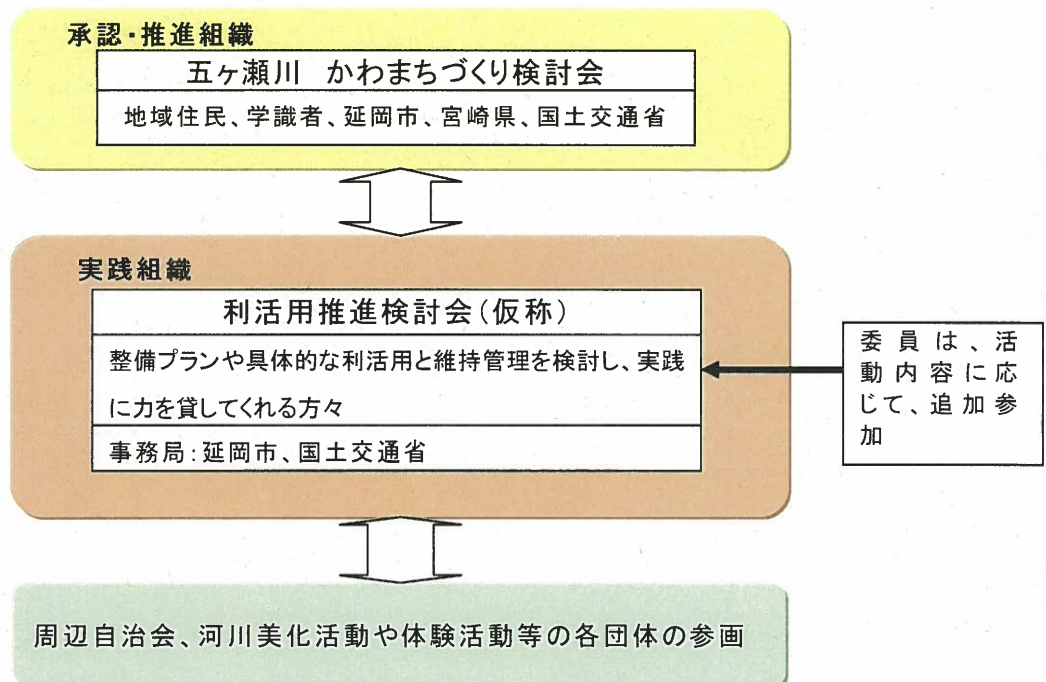 承認・推進組織
五ヶ瀬川　かわまちづくり検討会
地域住民、学識者、延岡市、宮崎県、国土交通省
実践組織
利活用推進検討会（仮称）
整備プランや具体的な利活用と維持管理を検討し、実践
に力を貸してくれる方々
事務局：延岡市、国土交通省
委員は、活
動内容に応
じて、追加参
加
周辺自治会、河川美化活動や体験活動等の各団体の参画